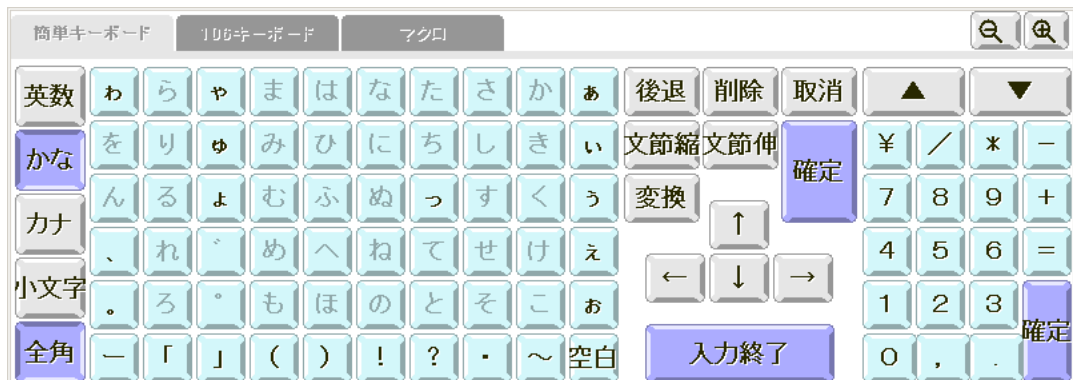 簡単キーボード 106キーボード マクロ
英数 ゎ ら ゃ ま は な た さ か ぁ 後退 削除 取消 ▲ ▼
かな を り ゅ み ひ に ち し き ぃ 文節縮 文節伸 確定 ¥ / * −
カナ ん る ょ む ふ ぬ っ す く ぅ 変換 ↑ 7 8 9 +
小文字 、 れ ゛ め へ ね て せ け ぇ ← ↓ → 4 5 6 =
全角 。 ろ ゜ も ほ の と そ こ ぉ 1 2 3 確定
ー 「 」 ( ) ! ? ・ ~ 空白 入力終了 0 , .